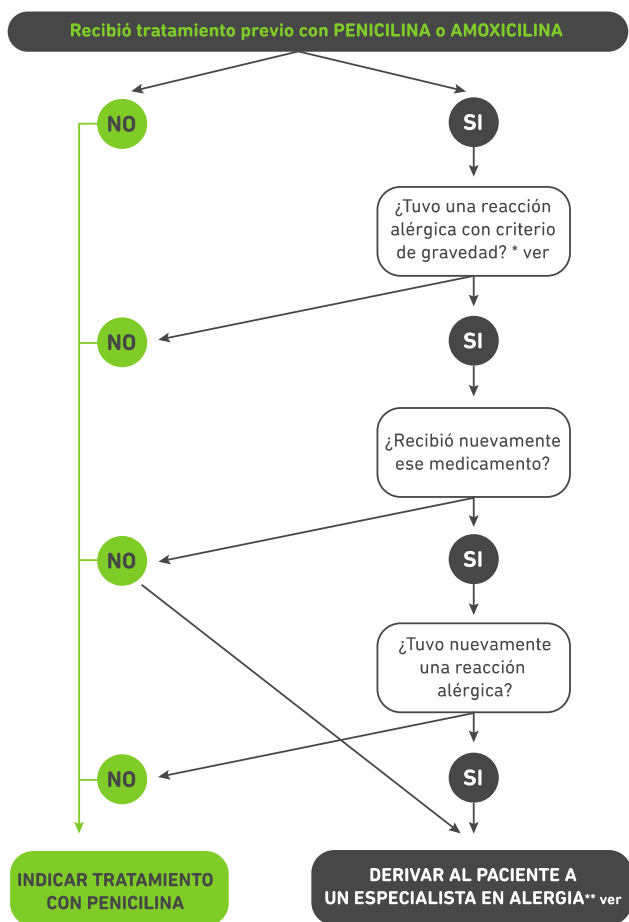 Recibió tratamiento previo con PENICILINA o AMOXICILINA
NO
SI
¿Tuvo una reacción
alérgica con criterio
de gravedad? * ver
NO
SI
¿Recibió nuevamente
ese medicamento?
NO
SI
¿Tuvo nuevamente
una reacción
alérgica?
NO
SI
INDICAR TRATAMIENTO
CON PENICILINA
DERIVAR AL PACIENTE A
UN ESPECIALISTA EN ALERGIA** ver